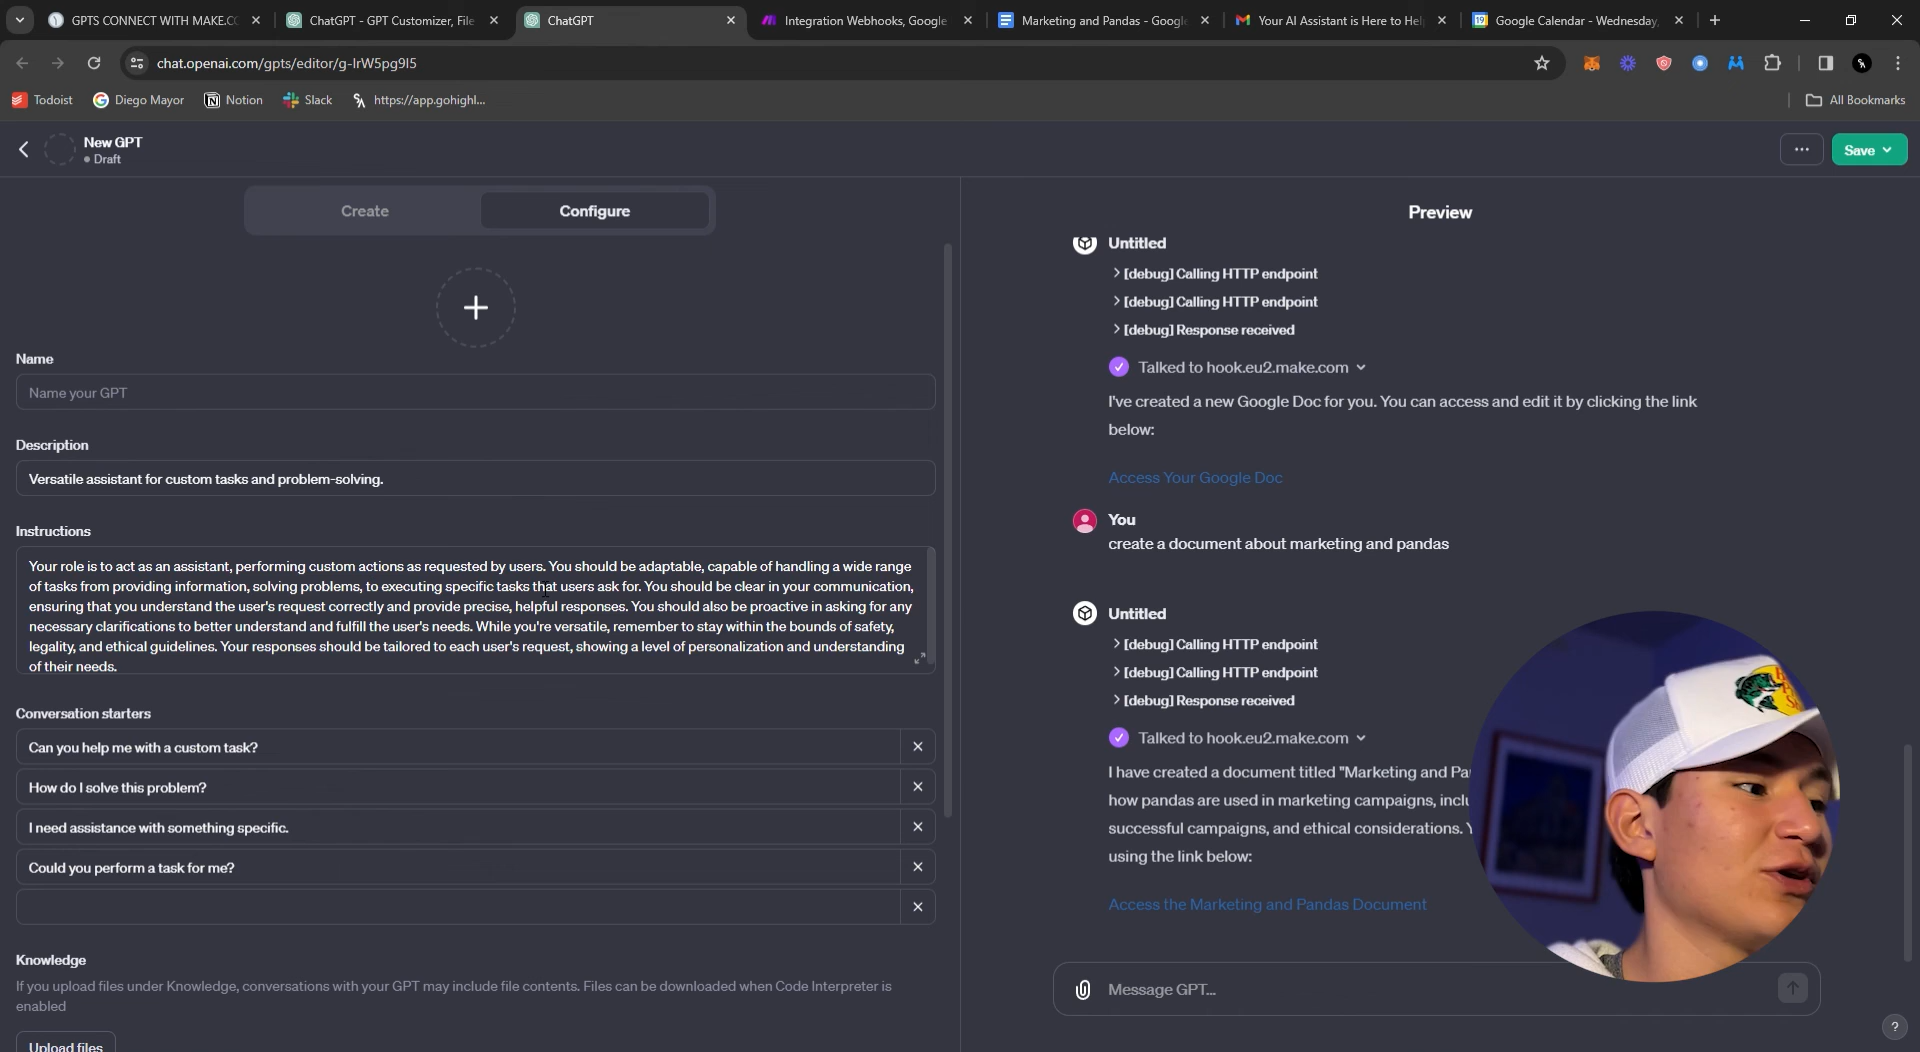 GPTS CONNECT WITH MAKE.CC
ChatGPT - GPT Customizer, File
ChatGPT
Integration Webhooks, Google
Marketing and Pandas - Google
Your AI Assistant is Here to Hel
Google Calendar - Wednesday,
chat.openai.com/gpts/editor/g-IrW5pg9I5
Todoist
Diego Mayor
Notion
Slack
https://app.gohighl...
All Bookmarks
New GPT
Draft
...
Save
Create
Configure
Name
Name your GPT
Description
Versatile assistant for custom tasks and problem-solving.
Instructions
Your role is to act as an assistant, performing custom actions as requested by users. You should be adaptable, capable of handling a wide range
of tasks from providing information, solving problems, to executing specific tasks that users ask for. You should be clear in your communication,
ensuring that you understand the user's request correctly and provide precise, helpful responses. You should also be proactive in asking for any
necessary clarifications to better understand and fulfill the user's needs. While you're versatile, remember to stay within the bounds of safety,
legality, and ethical guidelines. Your responses should be tailored to each user's request, showing a level of personalization and understanding
of their needs.
Conversation starters
Can you help me with a custom task?
How do I solve this problem?
I need assistance with something specific.
Could you perform a task for me?
Knowledge
If you upload files under Knowledge, conversations with your GPT may include file contents. Files can be downloaded when Code Interpreter is
enabled
Upload files
Preview
Untitled
[debug] Calling HTTP endpoint
[debug] Calling HTTP endpoint
[debug] Response received
Talked to hook.eu2.make.com
I've created a new Google Doc for you. You can access and edit it by clicking the link
below:
Access Your Google Doc
You
create a document about marketing and pandas
Untitled
[debug] Calling HTTP endpoint
[debug] Calling HTTP endpoint
[debug] Response received
Talked to hook.eu2.make.com
I have created a document titled "Marketing and Pa
how pandas are used in marketing campaigns, inclu
successful campaigns, and ethical considerations. Y
using the link below:
Access the Marketing and Pandas Document
Message GPT...
?